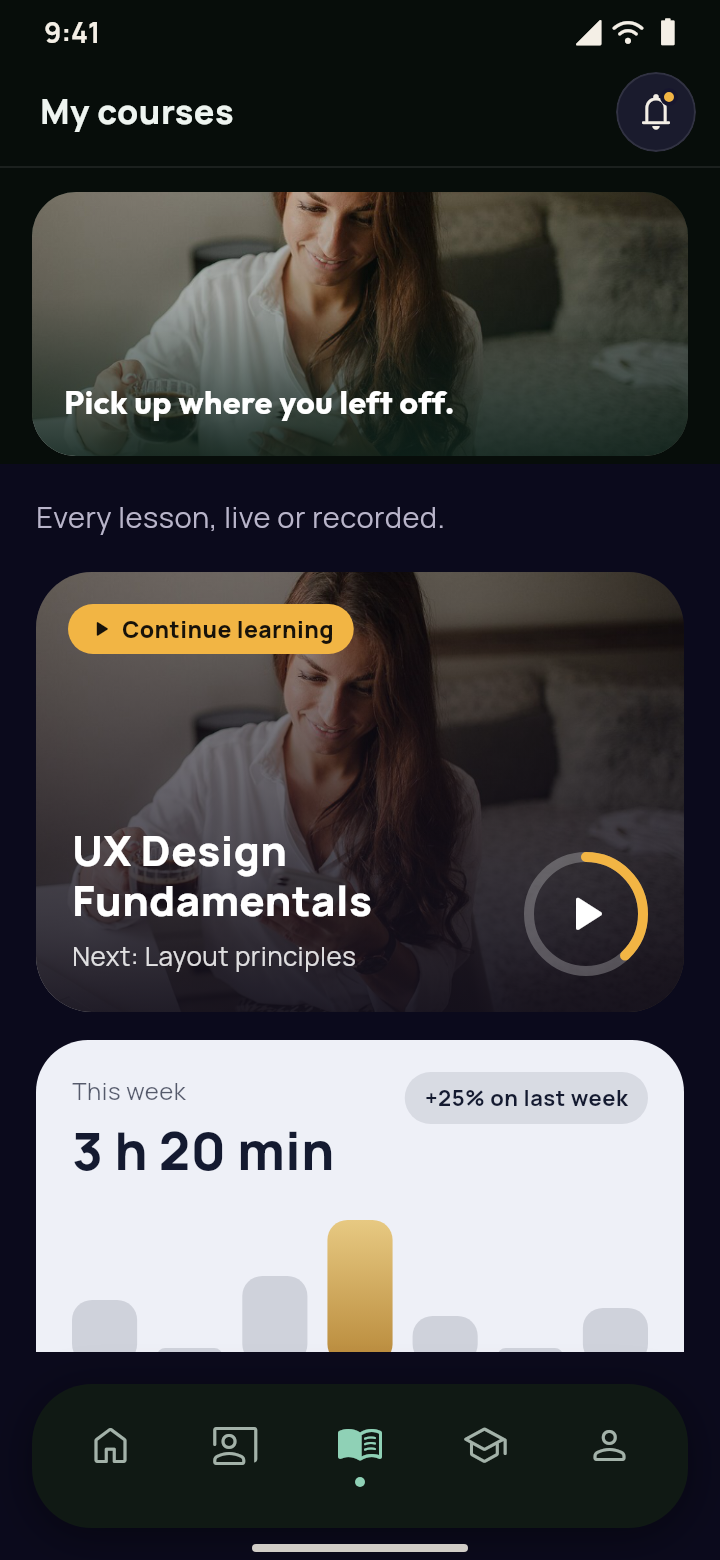 9:41
My courses
Pick up where you left off.
Every lesson, live or recorded.
Continue learning
UX Design
Fundamentals
Next: Layout principles
This week
+25% on last week
3 h 20 min